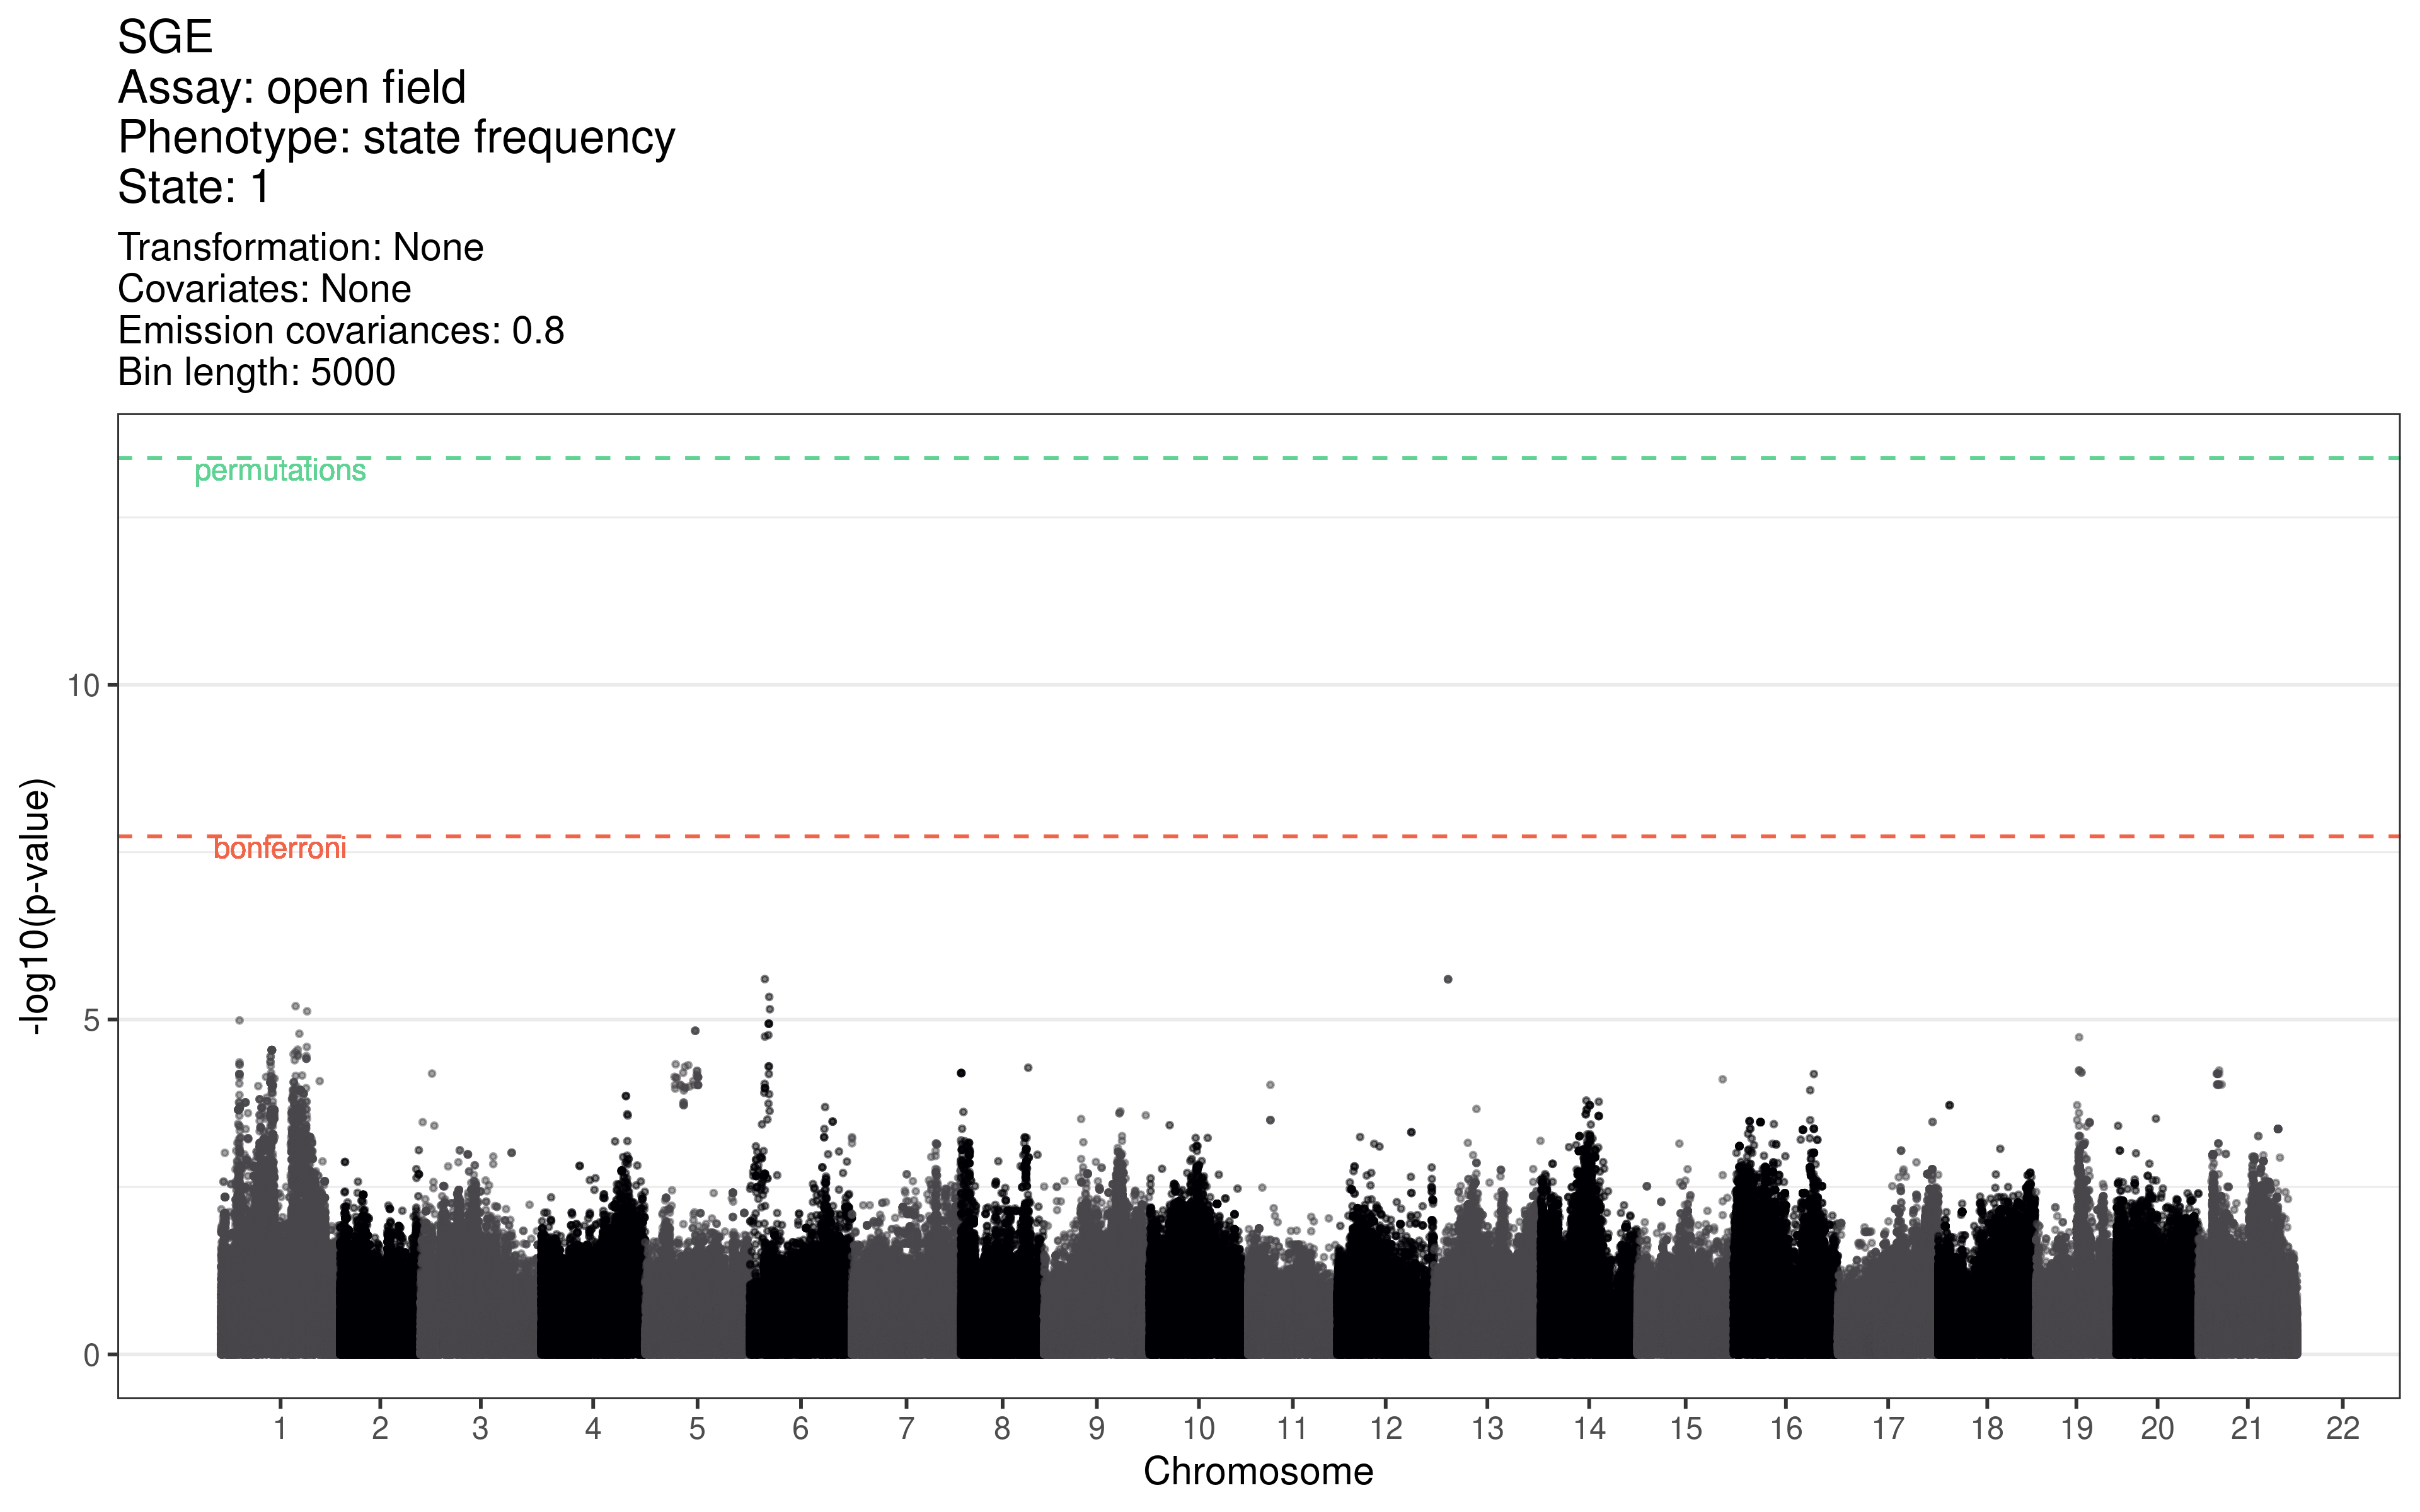 SGE
Assay: open field
Phenotype: state frequency
State: 1
Transformation: None
Covariates: None
Emission covariances: 0.8
Bin length: 5000
permutations
10
bonferroni
5
0
-log10(p-value)
1 2 3 4 5 6 7 8 9 10 11 12 13 14 15 16 17 18 19 20 21 22
Chromosome